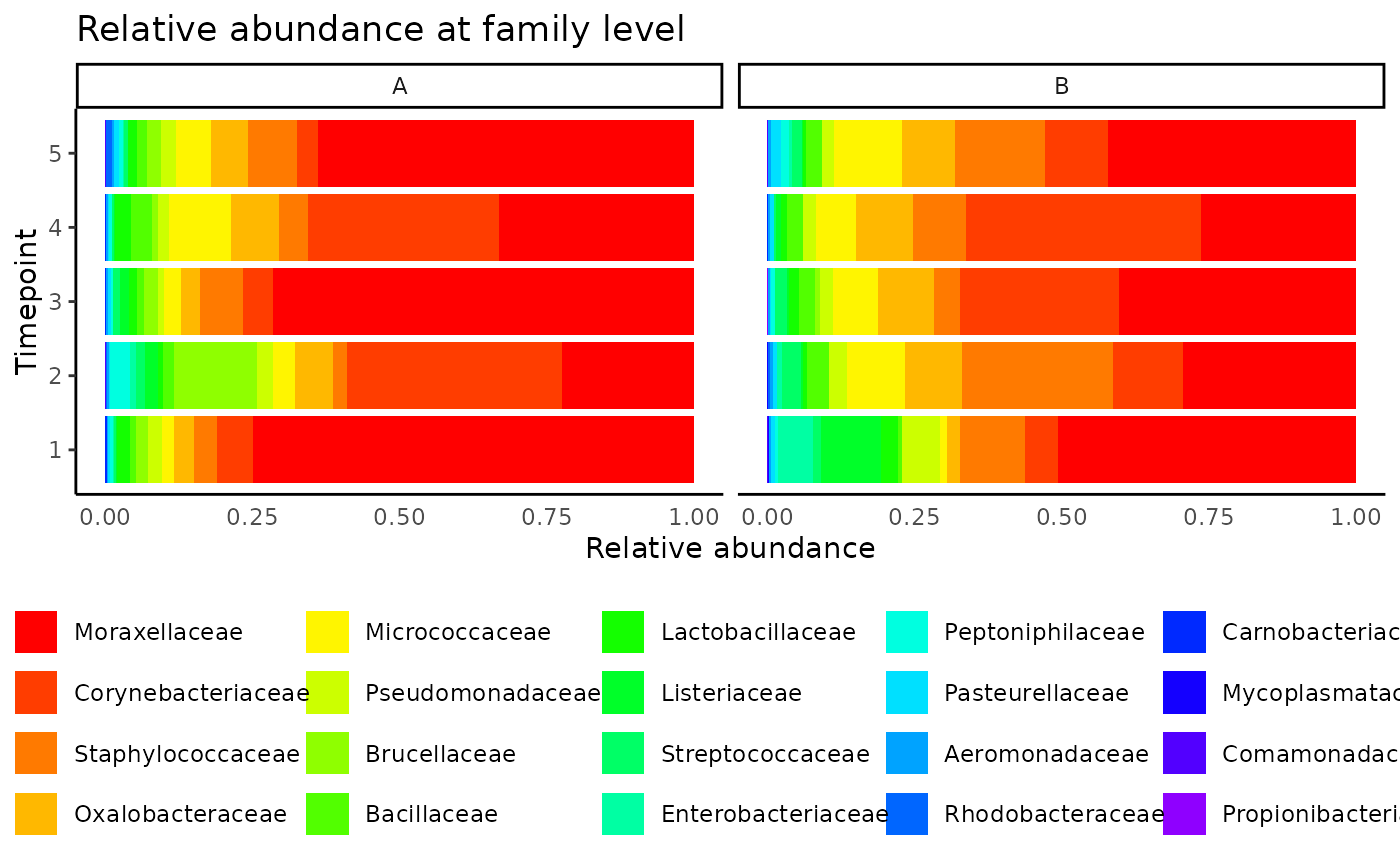 Relative abundance at family level
A B
5
4
3
2
1
Timepoint
0.00 0.25 0.50 0.75 1.00 0.00 0.25 0.50 0.75 1.00
Relative abundance
Moraxellaceae Micrococcaceae Lactobacillaceae Peptoniphilaceae Carnobacteriac
Corynebacteriaceae Pseudomonadaceae Listeriaceae Pasteurellaceae Mycoplasmatac
Staphylococcaceae Brucellaceae Streptococcaceae Aeromonadaceae Comamonadac
Oxalobacteraceae Bacillaceae Enterobacteriaceae Rhodobacteraceae Propionibacteri